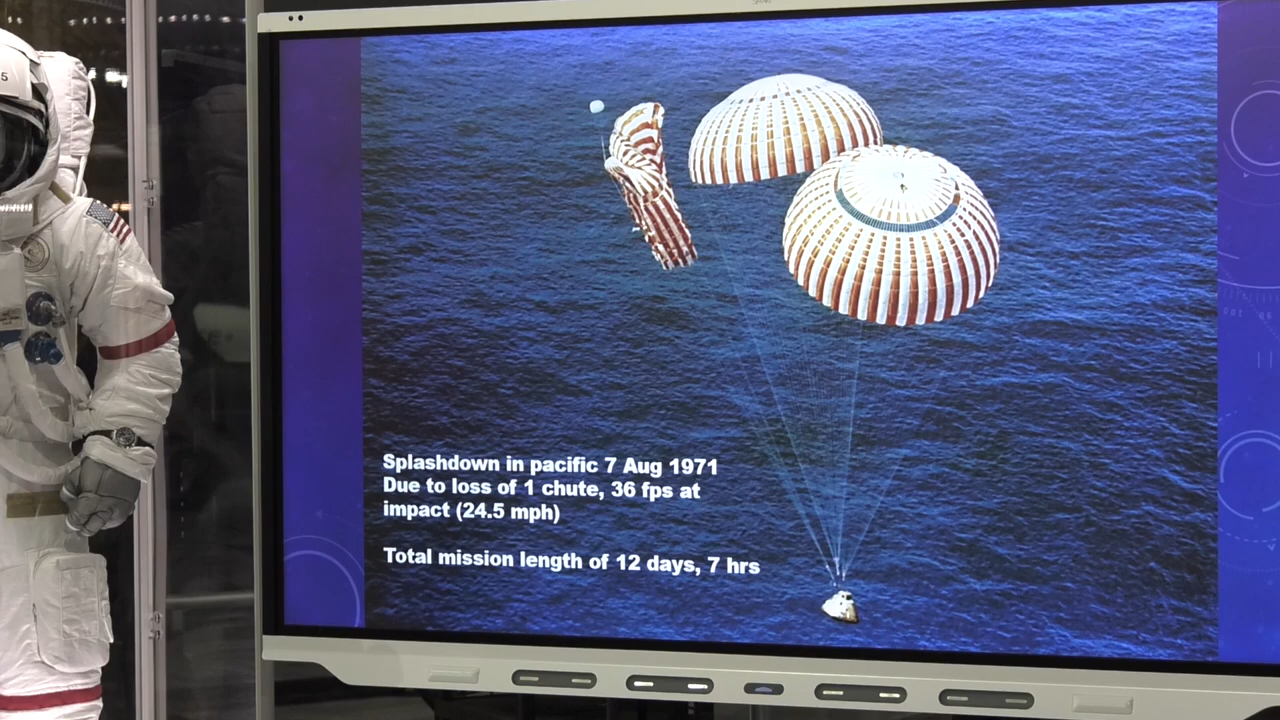 5
Splashdown in pacific 7 Aug 1971
Due to loss of 1 chute, 36 fps at
impact (24.5 mph)
Total mission length of 12 days, 7 hrs